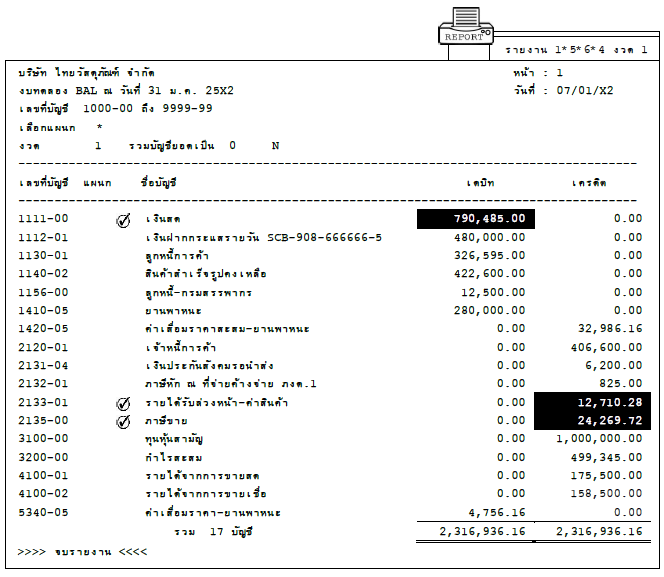 REPORT
รายงาน 1*5*6*4 งวด 1
บริษัท ไทยวัสดุภัณฑ์ จำกัด หน้า : 1
งบทดลอง BAL ณ วันที่ 31 ม.ค. 25X2 วันที่ : 07/01/X2
เลขที่บัญชี 1000-00 ถึง 9999-99
เลือกแผนก *
งวด 1 รวมบัญชียอดเป็น 0 N
เลขที่บัญชี แผนก ชื่อบัญชี เดบิท เครดิต
1111-00 เงินสด 790,485.00 0.00
1112-01 เงินฝากกระแสรายวัน SCB-908-666666-5 480,000.00 0.00
1130-01 ลูกหนี้การค้า 326,595.00 0.00
1140-02 สินค้าสำเร็จรูปคงเหลือ 422,600.00 0.00
1156-00 ลูกหนี้-กรมสรรพากร 12,500.00 0.00
1410-05 ยานพาหนะ 280,000.00 0.00
1420-05 ค่าเสื่อมราคาสะสม-ยานพาหนะ 0.00 32,986.16
2120-01 เจ้าหนี้การค้า 0.00 406,600.00
2131-04 เงินประกันสังคมรอนำส่ง 0.00 6,200.00
2132-01 ภาษีหัก ณ ที่จ่ายค้างจ่าย ภงด.1 0.00 825.00
2133-01 รายได้รับล่วงหน้า-ค่าสินค้า 0.00 12,710.28
2135-00 ภาษีขาย 0.00 24,269.72
3100-00 ทุนหุ้นสามัญ 0.00 1,000,000.00
3200-00 กำไรสะสม 0.00 499,345.00
4100-01 รายได้จากการขายสด 0.00 175,500.00
4100-02 รายได้จากการขายเชื่อ 0.00 158,500.00
5340-05 ค่าเสื่อมราคา-ยานพาหนะ 4,756.16 0.00
รวม 17 บัญชี 2,316,936.16 2,316,936.16
>>>> จบรายงาน <<<<